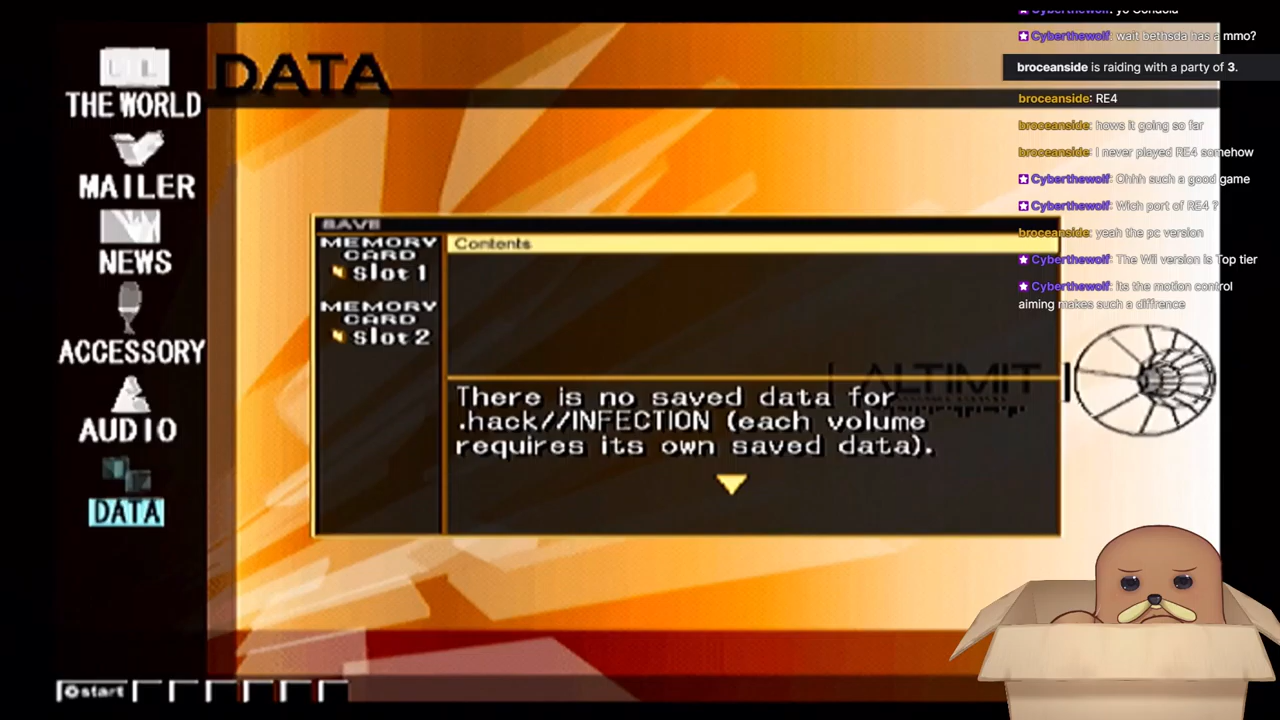 DATA
THE WORLD
MAILER
NEWS
ACCESSORY
AUDIO
DATA
start
SAVE
MEMORY
CARD
Slot 1
MEMORY
CARD
Slot 2
Contents
There is no saved data for
.hack//INFECTION (each volume
requires its own saved data).
ALTIMIT
Cyberthewolf: yo
Cyberthewolf: wait bethsda has a mmo?
broceanside is raiding with a party of 3.
broceanside: RE4
broceanside: hows it going so far
broceanside: I never played RE4 somehow
Cyberthewolf: Ohhh such a good game
Cyberthewolf: Wich port of RE4 ?
broceanside: yeah the pc version
Cyberthewolf: The Wii version is Top tier
Cyberthewolf: Its the motion control
aiming makes such a diffrence